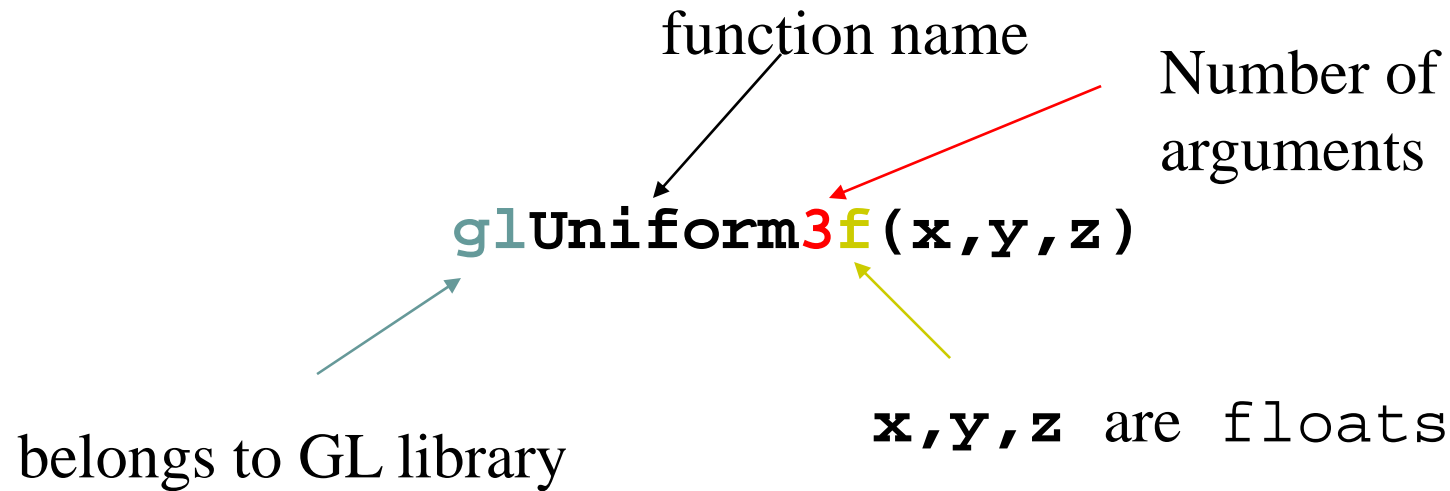 function name
Number of
arguments
glUniform3f(x,y,z)
x,y,z are floats
belongs to GL library